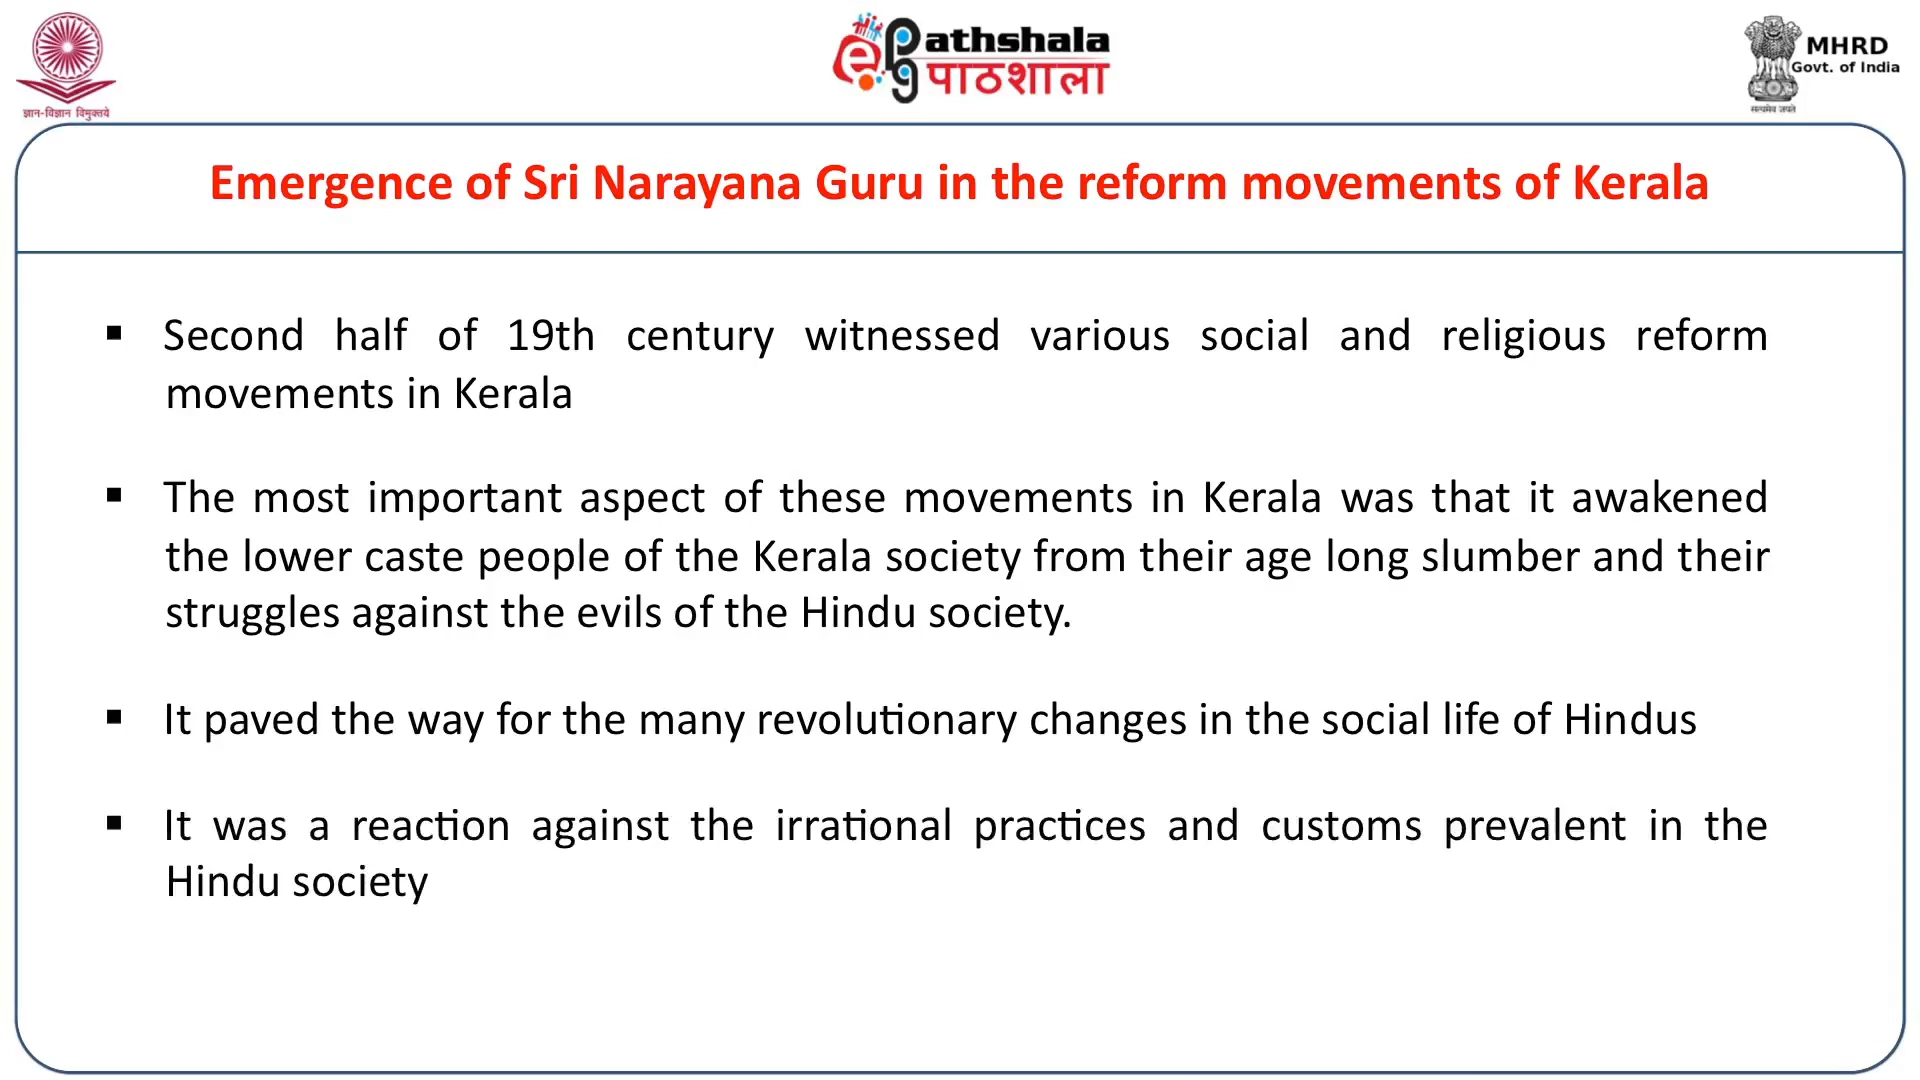 ज्ञान-विज्ञान विमुक्तये
ePathshala
पाठशाला
MHRD
Govt. of India
सत्यमेव जयते
Emergence of Sri Narayana Guru in the reform movements of Kerala
▪ Second half of 19th century witnessed various social and religious reform
movements in Kerala
▪ The most important aspect of these movements in Kerala was that it awakened
the lower caste people of the Kerala society from their age long slumber and their
struggles against the evils of the Hindu society.
▪ It paved the way for the many revolutionary changes in the social life of Hindus
▪ It was a reaction against the irrational practices and customs prevalent in the
Hindu society